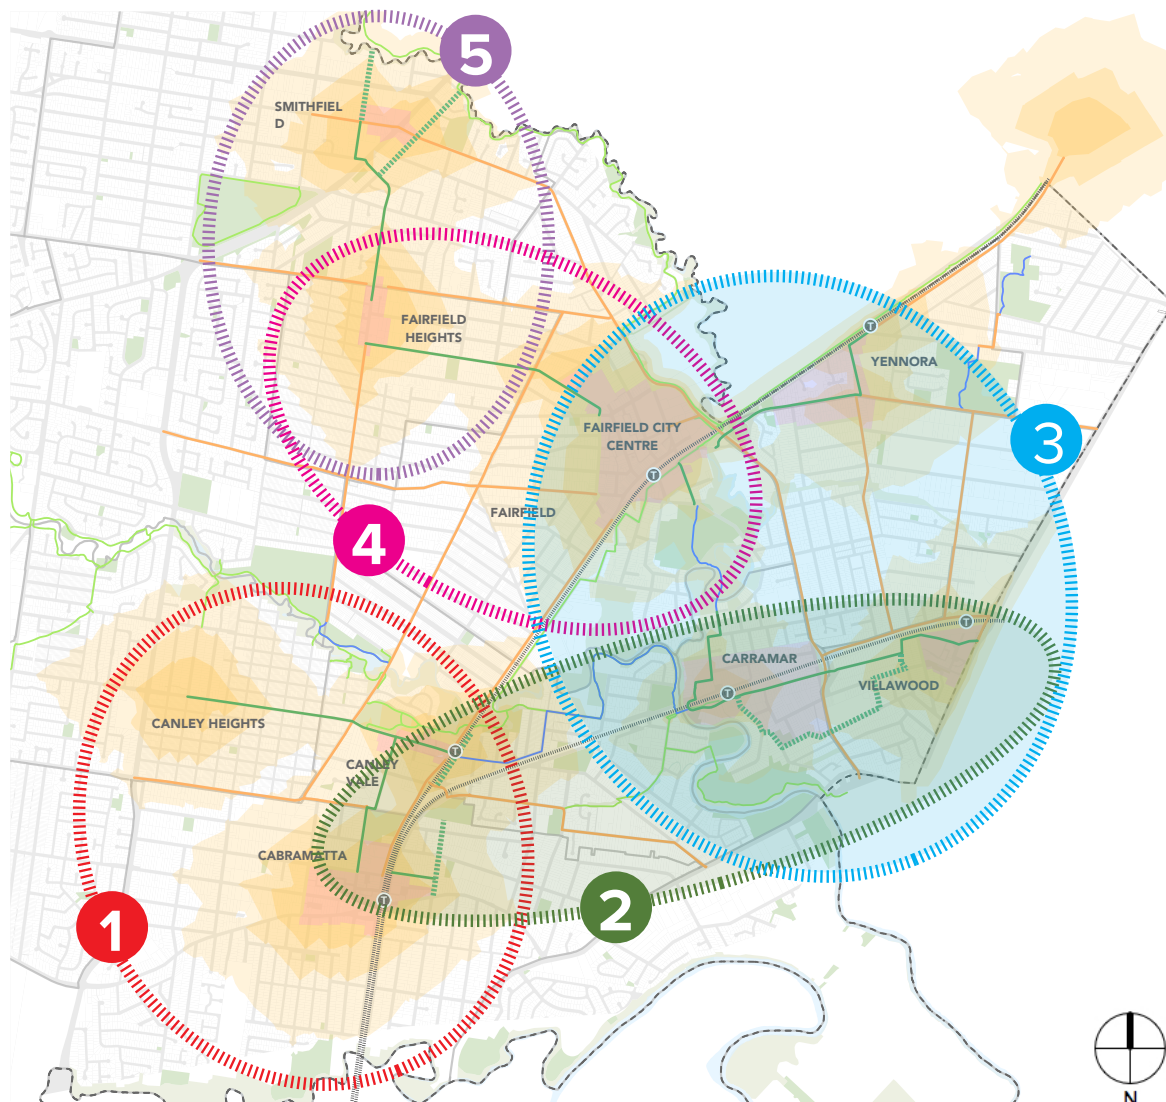 5
SMITHFIEL
D
FAIRFIELD
HEIGHTS
T
YENNORA
FAIRFIELD CITY
CENTRE
3
T
FAIRFIELD
4
T
CARRAMAR
VILLAWOOD
T
CANLEY HEIGHTS
T
CANLEY
VALE
CABRAMATTA
T
2
1
N